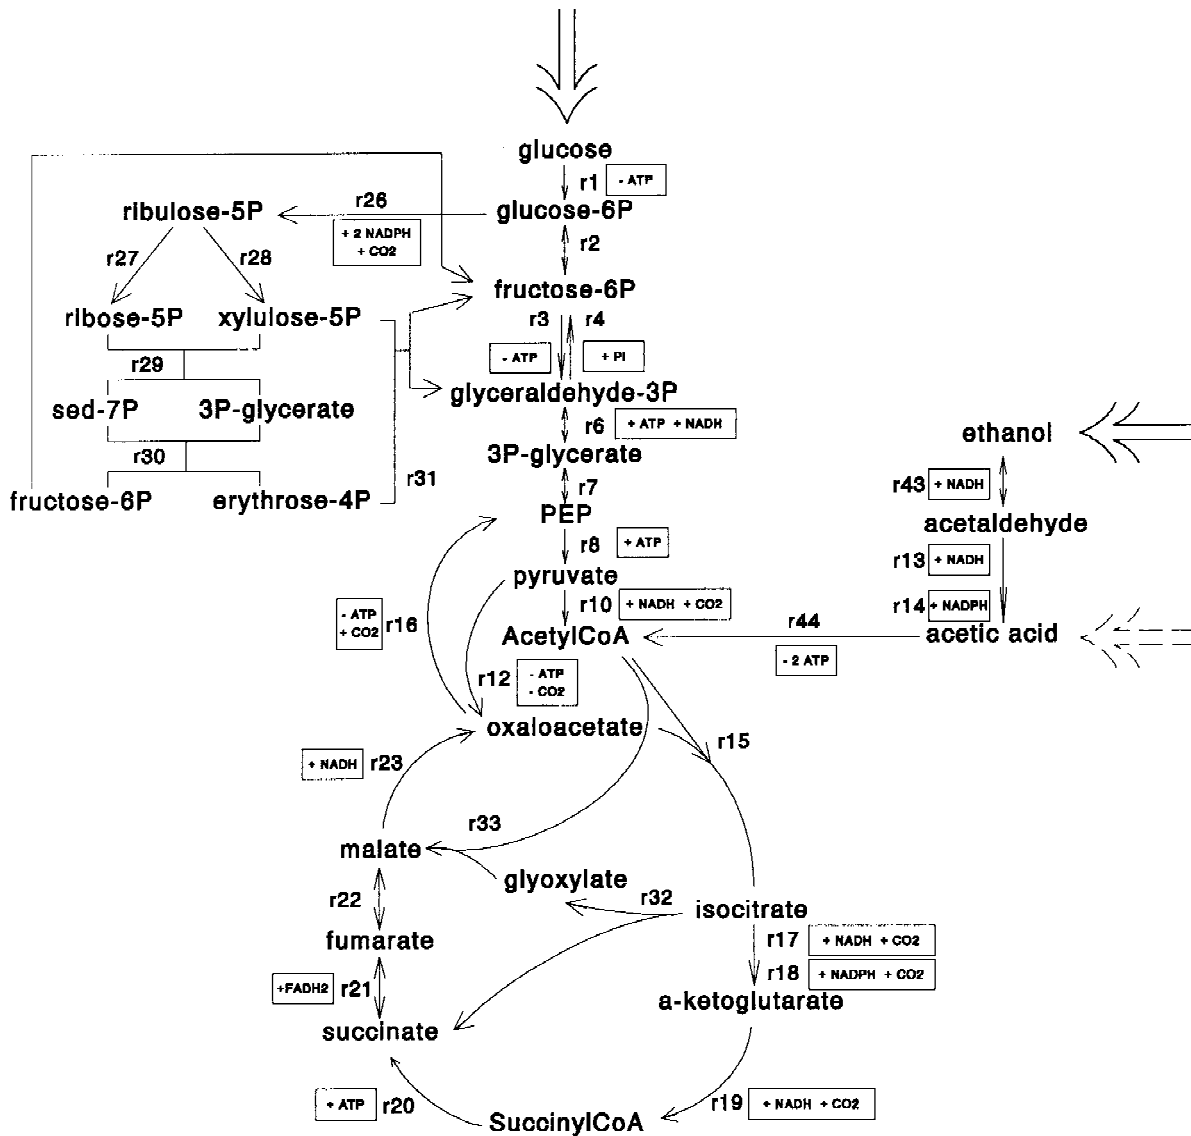 glucose
r1 - ATP
ribulose-5P r26 glucose-6P
+ 2 NADPH
+ CO2
r27 r28 r2
fructose-6P
ribose-5P xylulose-5P r3 r4
- ATP + PI
r29
glyceraldehyde-3P
sed-7P 3P-glycerate
r6 + ATP + NADH
ethanol
r30 3P-glycerate
r31 r7 r43 + NADH
fructose-6P erythrose-4P
PEP acetaldehyde
r8 + ATP
r13 + NADH
pyruvate
r10 + NADH + CO2 r14 + NADPH
- ATP
+ CO2 r16
AcetylCoA r44 acetic acid
- 2 ATP
r12 - ATP
- CO2
oxaloacetate r15
+ NADH r23
r33
malate
glyoxylate
r22 r32 isocitrate
fumarate r17 + NADH + CO2
r18 + NADPH + CO2
+FADH2 r21
a-ketoglutarate
succinate
+ ATP r20 r19 + NADH + CO2
SuccinylCoA